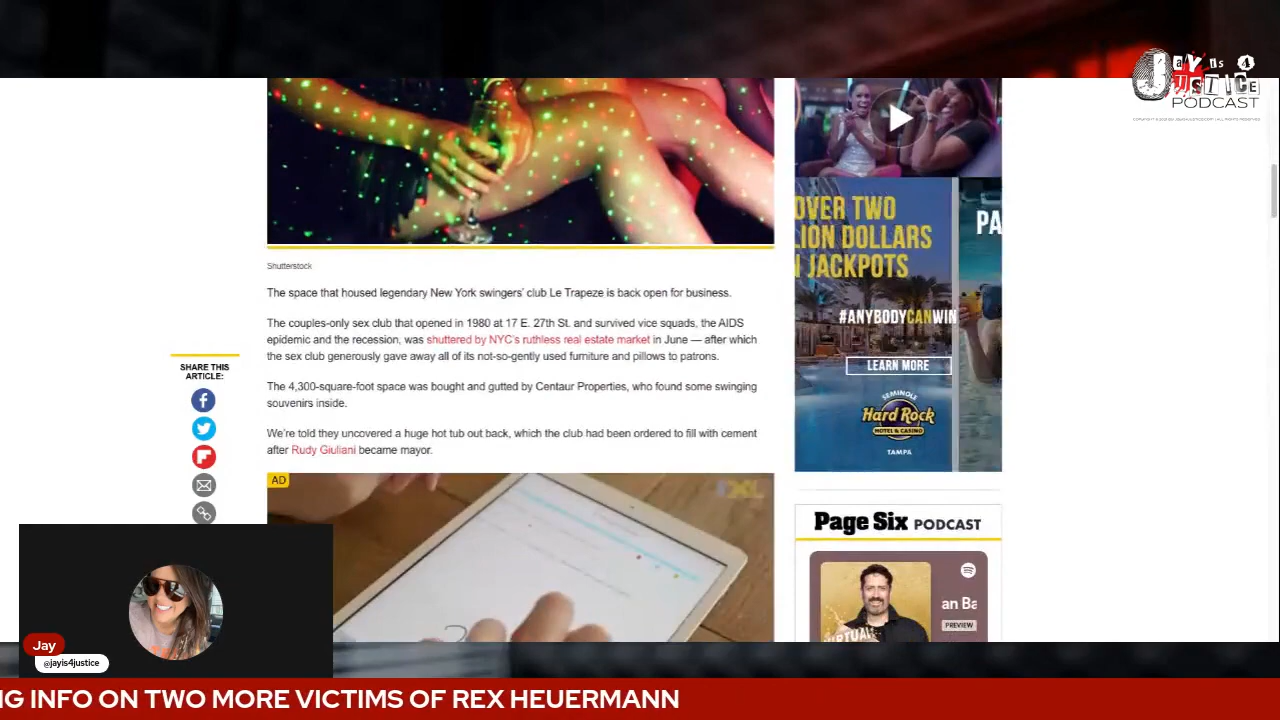 Jay is 4
JUSTICE
PODCAST
OVER TWO
LION DOLLARS
N JACKPOTS
PA
#ANYBODYCANWIN
LEARN MORE
SEMINOLE
Hard Rock
HOTEL & CASINO
TAMPA
Shutterstock
The space that housed legendary New York swingers' club Le Trapeze is back open for business.
The couples-only sex club that opened in 1980 at 17 E. 27th St. and survived vice squads, the AIDS
epidemic and the recession, was shuttered by NYC's ruthless real estate market in June — after which
the sex club generously gave away all of its not-so-gently used furniture and pillows to patrons.
The 4,300-square-foot space was bought and gutted by Centaur Properties, who found some swinging
souvenirs inside.
We're told they uncovered a huge hot tub out back, which the club had been ordered to fill with cement
after Rudy Giuliani became mayor.
SHARE THIS
ARTICLE:
AD
Page Six PODCAST
an Ba
PREVIEW
VIRTUAL
Jay
@jayis4justice
NG INFO ON TWO MORE VICTIMS OF REX HEUERMANN